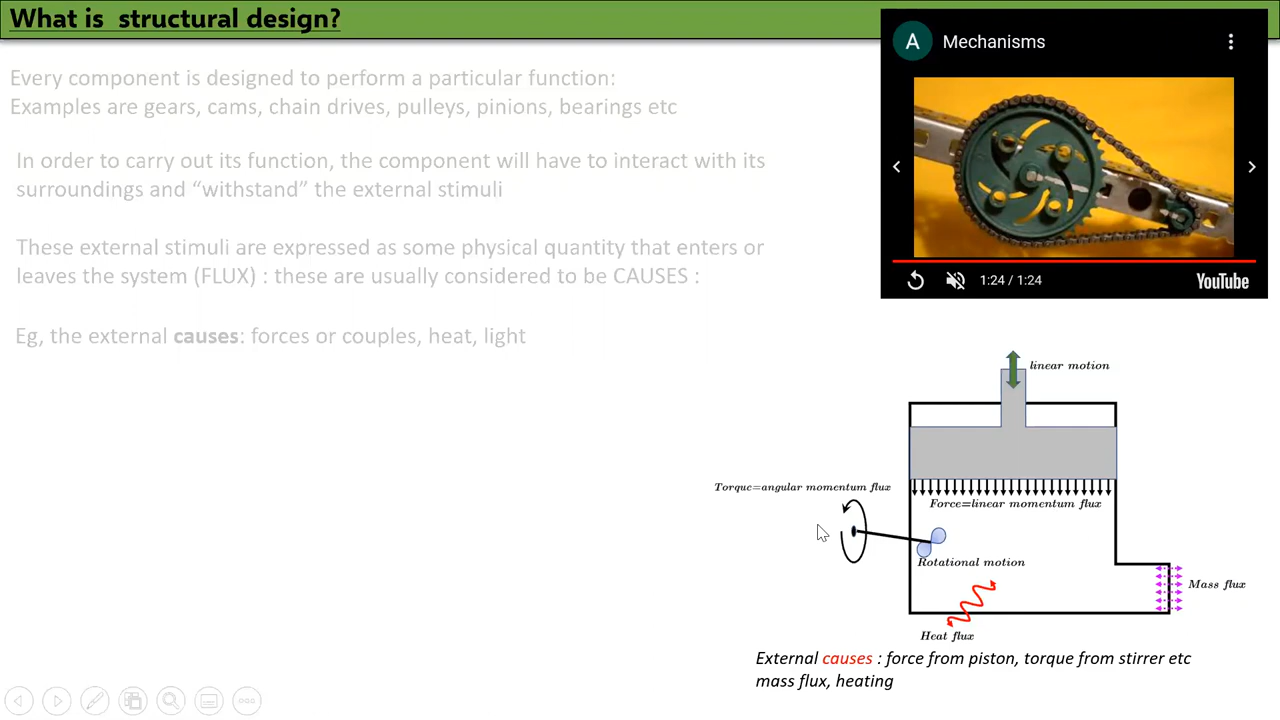 What is structural design?
Every component is designed to perform a particular function:
Examples are gears, cams, chain drives, pulleys, pinions, bearings etc
In order to carry out its function, the component will have to interact with its
surroundings and “withstand” the external stimuli
These external stimuli are expressed as some physical quantity that enters or
leaves the system (FLUX) : these are usually considered to be CAUSES :
Eg, the external causes: forces or couples, heat, light
A Mechanisms
1:24 / 1:24
YouTube
linear motion
Torque=angular momentum flux
Force=linear momentum flux
Rotational motion
Mass flux
Heat flux
External causes : force from piston, torque from stirrer etc
mass flux, heating